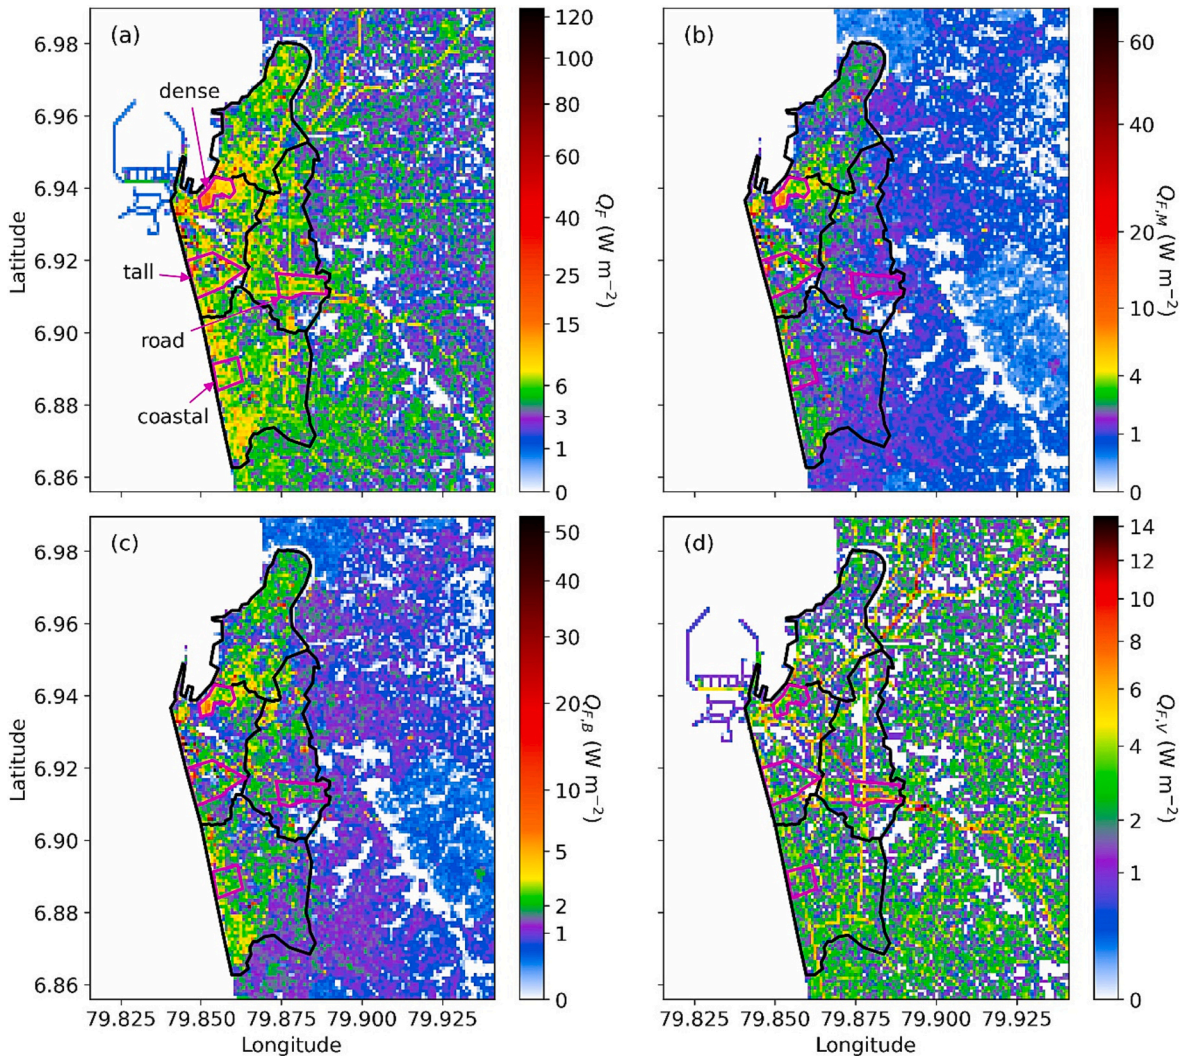 (a)
dense
tall
road
coastal
6.98
6.96
6.94
6.92
6.90
6.88
6.86
Latitude
120
100
80
60
40
25
15
6
3
1
0
Q_F (W m⁻²)
(b)
60
40
20
10
4
1
0
Q_F,M (W m⁻²)
(c)
6.98
6.96
6.94
6.92
6.90
6.88
6.86
Latitude
79.825 79.850 79.875 79.900 79.925
Longitude
50
40
30
20
10
5
2
1
0
Q_F,B (W m⁻²)
(d)
79.825 79.850 79.875 79.900 79.925
Longitude
14
12
10
8
6
4
2
1
0
Q_F,V (W m⁻²)